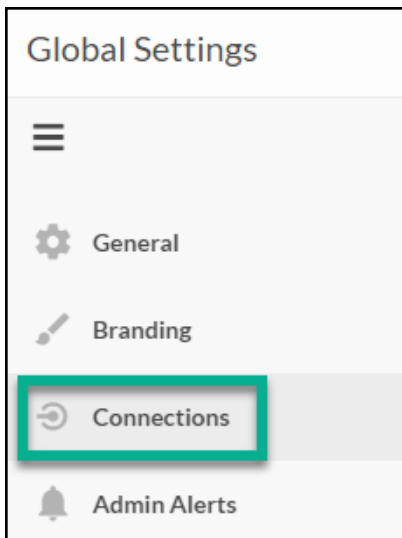 Global Settings
General
Branding
Connections
Admin Alerts